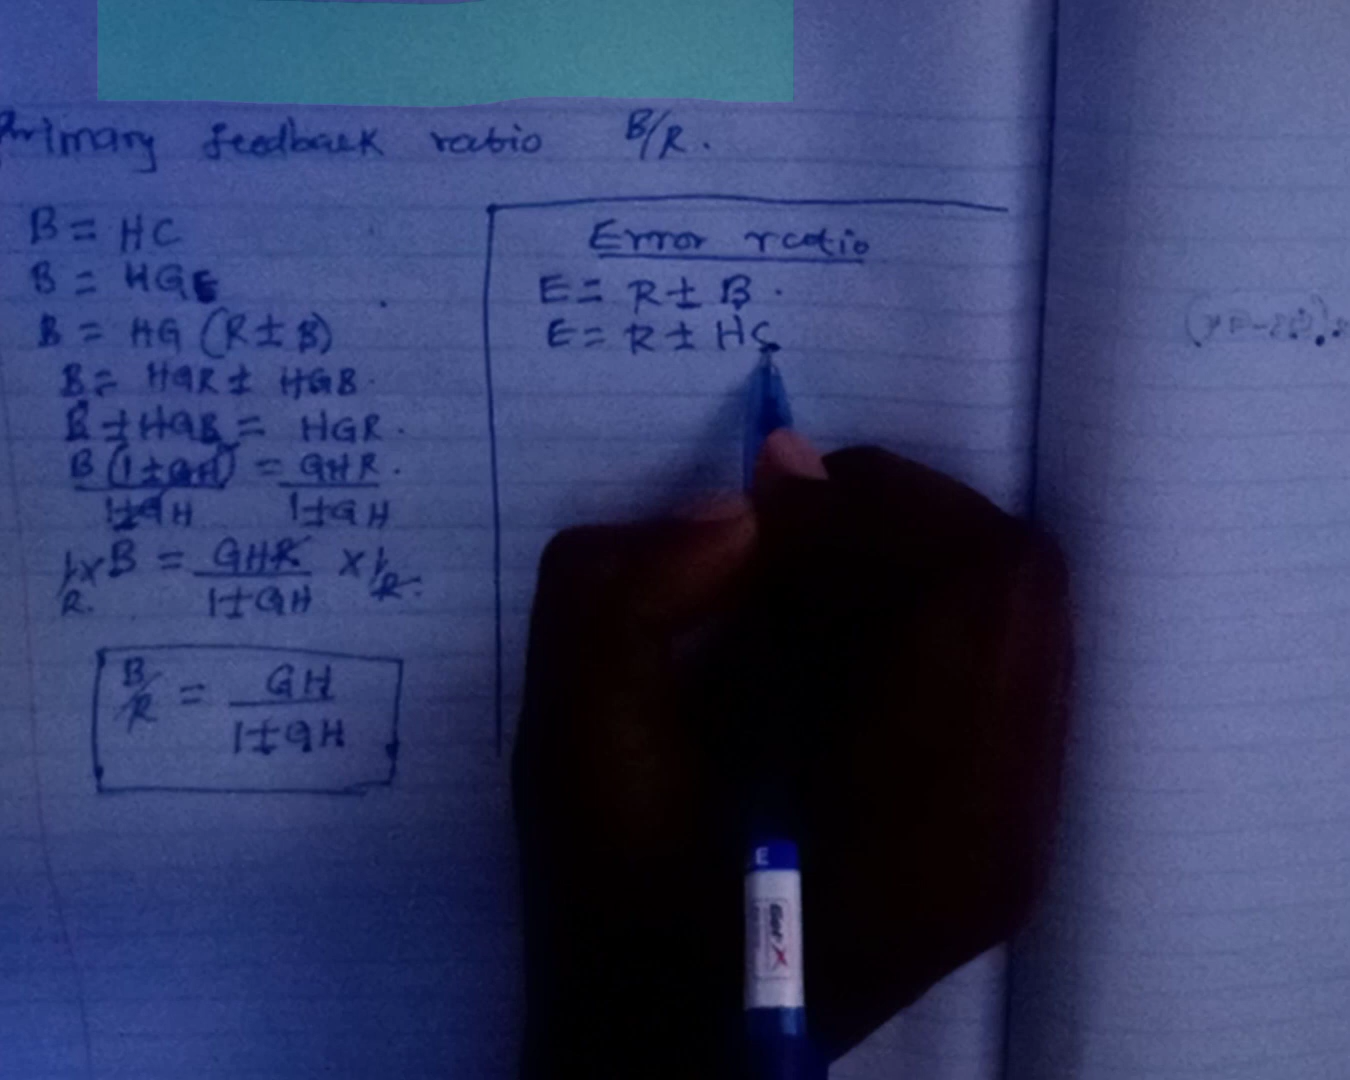 Primary feedback ratio B/R.
B = HC
B = HGE
B = HG (R ± B)
B = HGR ± HGB.
B ± HGB = HGR.
B (1±GH) = GHR.
1±GH 1±GH
1/R × B = GHR/1±GH × 1/R.
B/R = GH/1±GH
Error ratio
E = R ± B.
E = R ± HC
E